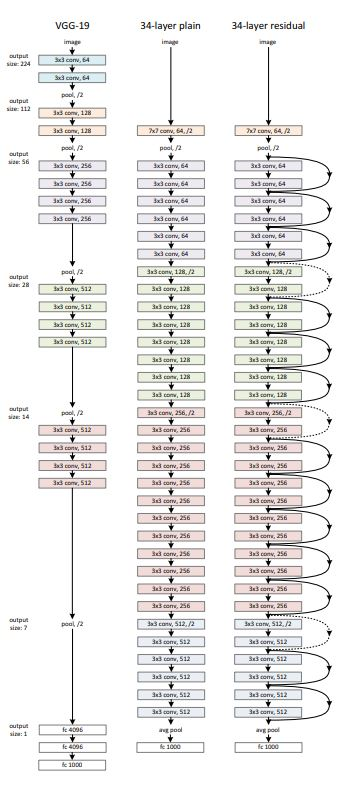 output
size: 224
output
size: 112
output
size: 56
output
size: 28
output
size: 14
output
size: 7
output
size: 1
VGG-19
image
3x3 conv, 64
3x3 conv, 64
pool, /2
3x3 conv, 128
3x3 conv, 128
pool, /2
3x3 conv, 256
3x3 conv, 256
3x3 conv, 256
3x3 conv, 256
pool, /2
3x3 conv, 512
3x3 conv, 512
3x3 conv, 512
3x3 conv, 512
pool, /2
3x3 conv, 512
3x3 conv, 512
3x3 conv, 512
3x3 conv, 512
pool, /2
fc 4096
fc 4096
fc 1000
34-layer plain
image
7x7 conv, 64, /2
pool, /2
3x3 conv, 64
3x3 conv, 64
3x3 conv, 64
3x3 conv, 64
3x3 conv, 64
3x3 conv, 64
3x3 conv, 128, /2
3x3 conv, 128
3x3 conv, 128
3x3 conv, 128
3x3 conv, 128
3x3 conv, 128
3x3 conv, 128
3x3 conv, 128
3x3 conv, 256, /2
3x3 conv, 256
3x3 conv, 256
3x3 conv, 256
3x3 conv, 256
3x3 conv, 256
3x3 conv, 256
3x3 conv, 256
3x3 conv, 256
3x3 conv, 256
3x3 conv, 256
3x3 conv, 256
3x3 conv, 512, /2
3x3 conv, 512
3x3 conv, 512
3x3 conv, 512
3x3 conv, 512
3x3 conv, 512
avg pool
fc 1000
34-layer residual
image
7x7 conv, 64, /2
pool, /2
3x3 conv, 64
3x3 conv, 64
3x3 conv, 64
3x3 conv, 64
3x3 conv, 64
3x3 conv, 64
3x3 conv, 128, /2
3x3 conv, 128
3x3 conv, 128
3x3 conv, 128
3x3 conv, 128
3x3 conv, 128
3x3 conv, 128
3x3 conv, 128
3x3 conv, 256, /2
3x3 conv, 256
3x3 conv, 256
3x3 conv, 256
3x3 conv, 256
3x3 conv, 256
3x3 conv, 256
3x3 conv, 256
3x3 conv, 256
3x3 conv, 256
3x3 conv, 256
3x3 conv, 256
3x3 conv, 512, /2
3x3 conv, 512
3x3 conv, 512
3x3 conv, 512
3x3 conv, 512
3x3 conv, 512
avg pool
fc 1000